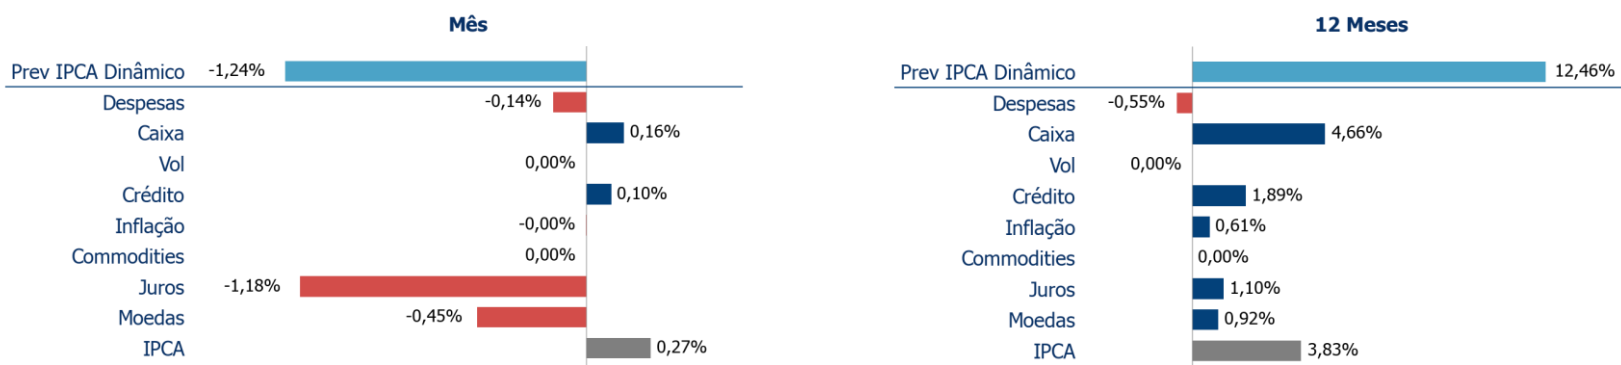 Mês
Prev IPCA Dinâmico -1,24%
Despesas -0,14%
Caixa 0,16%
Vol 0,00%
Crédito 0,10%
Inflação -0,00%
Commodities 0,00%
Juros -1,18%
Moedas -0,45%
IPCA 0,27%
12 Meses
Prev IPCA Dinâmico 12,46%
Despesas -0,55%
Caixa 4,66%
Vol 0,00%
Crédito 1,89%
Inflação 0,61%
Commodities 0,00%
Juros 1,10%
Moedas 0,92%
IPCA 3,83%